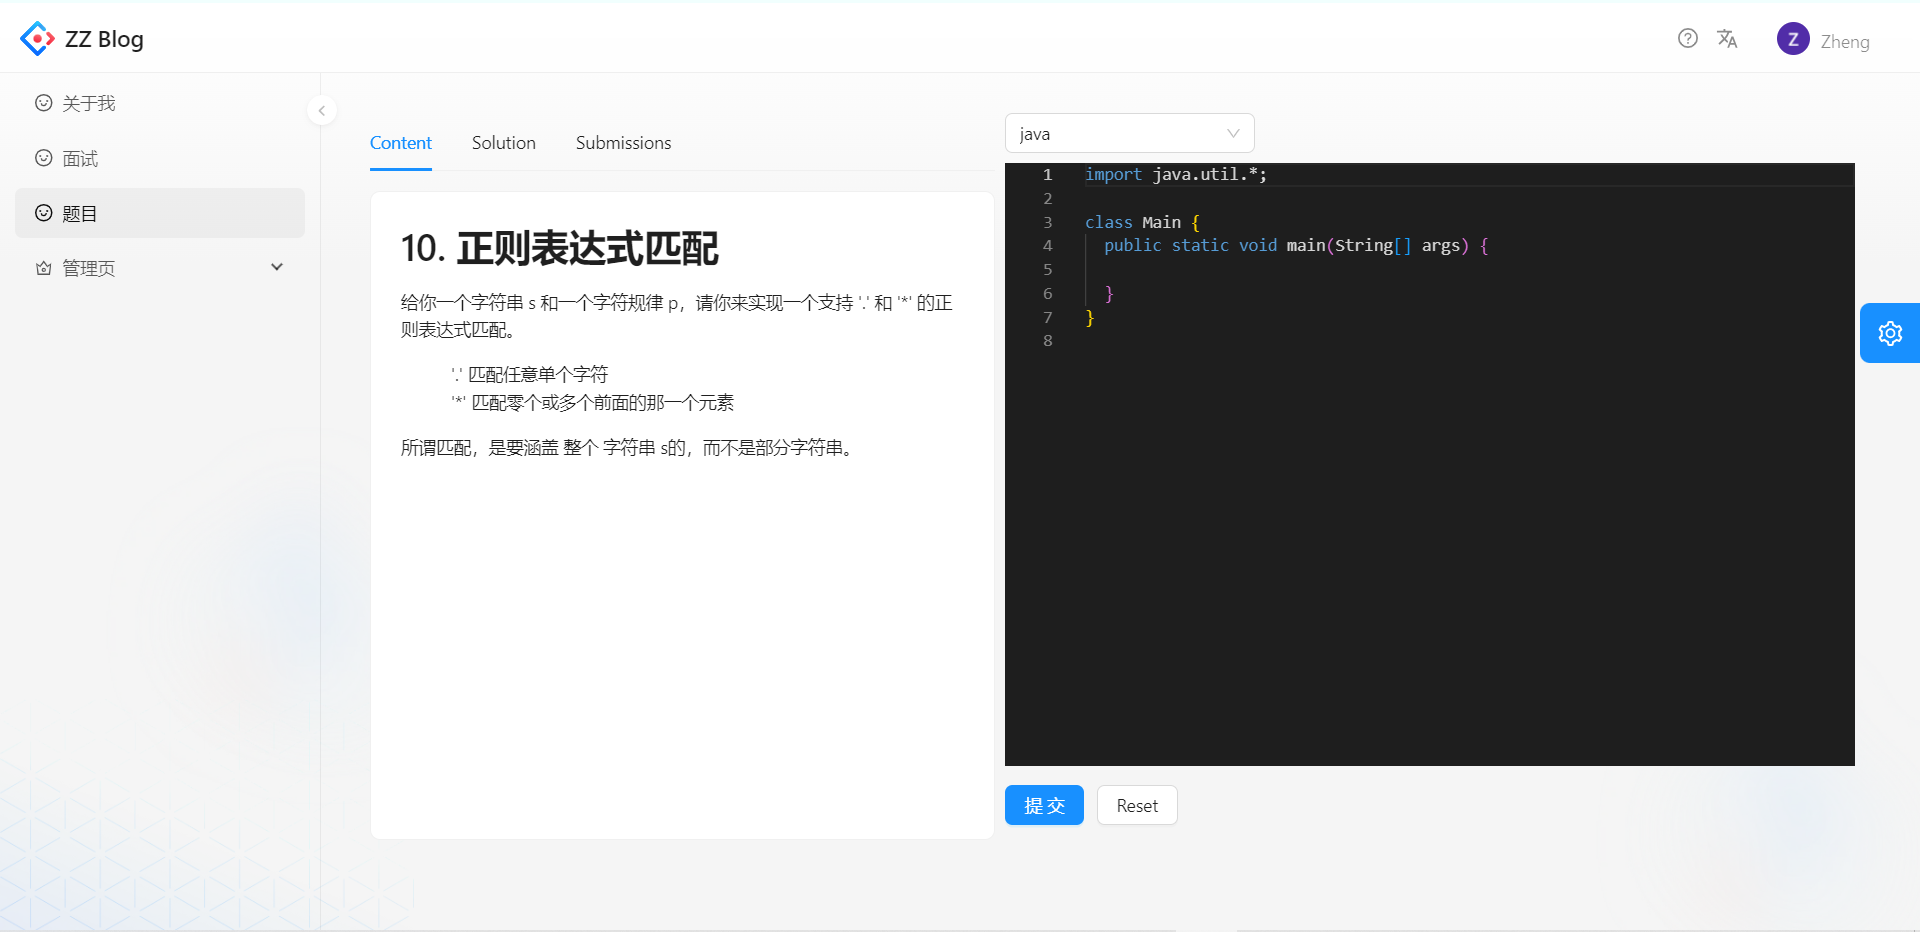 ZZ Blog
Z
Zheng
关于我
面试
题目
管理页
Content
Solution
Submissions
10. 正则表达式匹配
给你一个字符串 s 和一个字符规律 p，请你来实现一个支持 '.' 和 '*' 的正
则表达式匹配。
'.' 匹配任意单个字符
'*' 匹配零个或多个前面的那一个元素
所谓匹配，是要涵盖 整个 字符串 s的，而不是部分字符串。
java
1 import java.util.*;
2
3 class Main {
4 public static void main(String[] args) {
5
6 }
7 }
8
提交
Reset